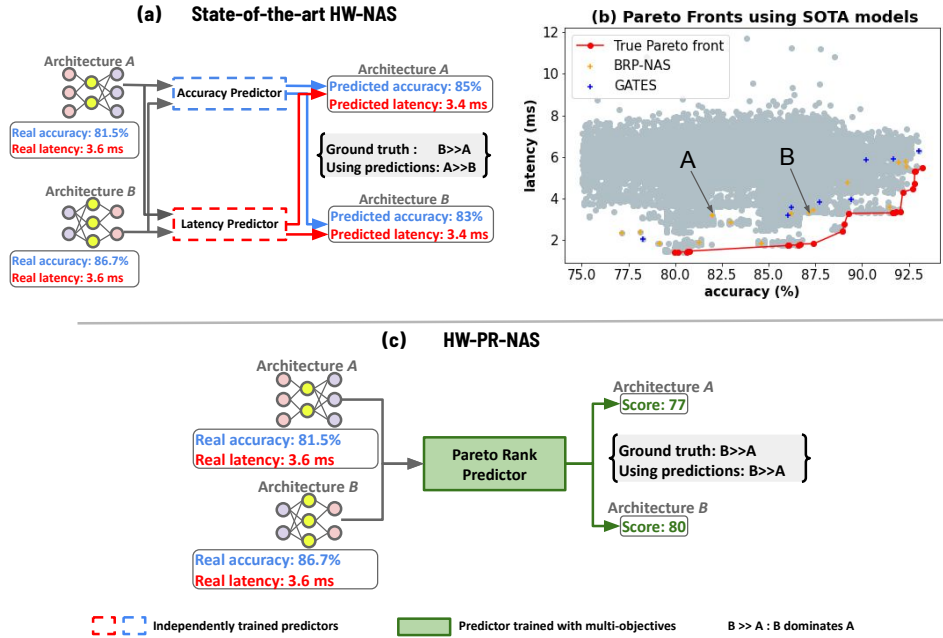 (a) State-of-the-art HW-NAS
Architecture A
Real accuracy: 81.5%
Real latency: 3.6 ms
Architecture B
Real accuracy: 86.7%
Real latency: 3.6 ms
Accuracy Predictor
Latency Predictor
Architecture A
Predicted accuracy: 85%
Predicted latency: 3.4 ms
Ground truth : B>>A
Using predictions: A>>B
Architecture B
Predicted accuracy: 83%
Predicted latency: 3.4 ms
(b) Pareto Fronts using SOTA models
True Pareto front
BRP-NAS
GATES
A
B
latency (ms)
12
10
8
6
4
2
75.0 77.5 80.0 82.5 85.0 87.5 90.0 92.5
accuracy (%)
(c) HW-PR-NAS
Architecture A
Real accuracy: 81.5%
Real latency: 3.6 ms
Architecture B
Real accuracy: 86.7%
Real latency: 3.6 ms
Pareto Rank
Predictor
Architecture A
Score: 77
Ground truth: B>>A
Using predictions: B>>A
Architecture B
Score: 80
Independently trained predictors
Predictor trained with multi-objectives
B >> A : B dominates A